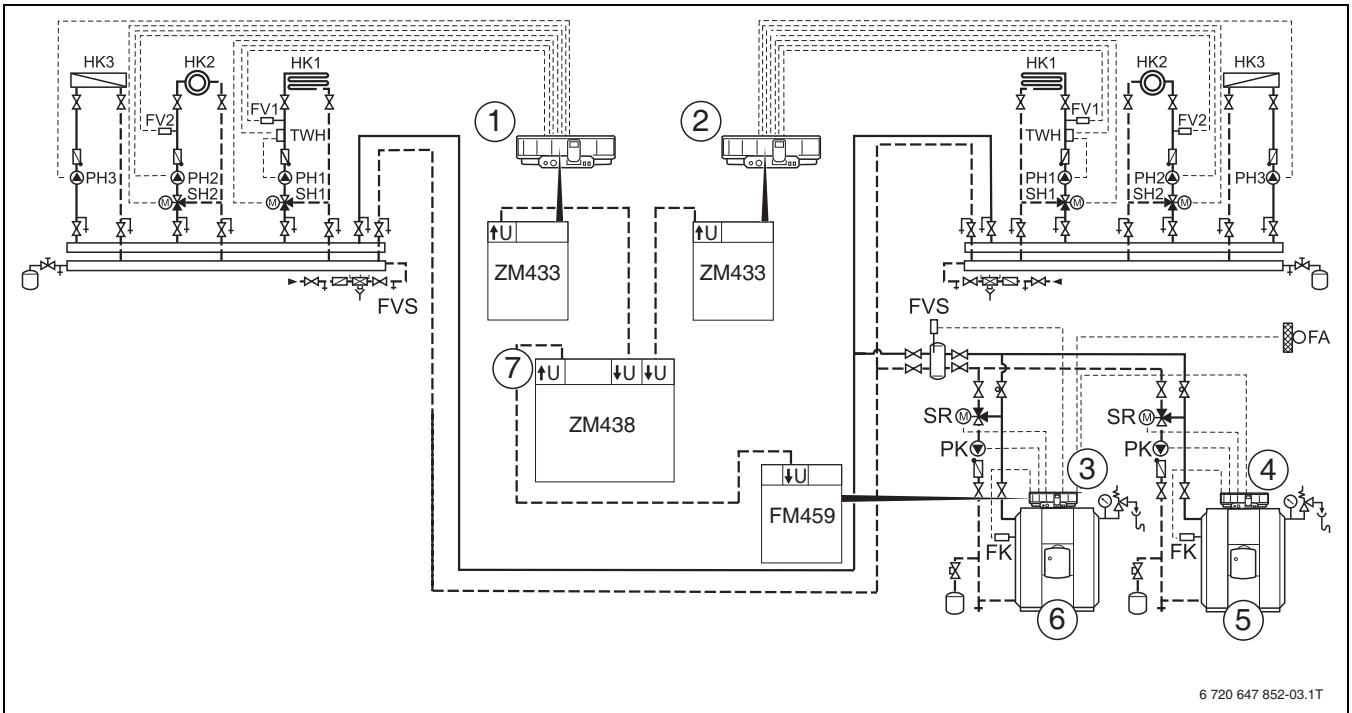 HK3
HK2
HK1
FV1
FV2
TWH
PH3
PH2
PH1
SH2
SH1
M
M
FVS
1
2
HK1
HK2
HK3
FV1
FV2
TWH
PH1
PH2
PH3
SH1
SH2
M
M
↑U
ZM433
↑U
ZM433
7
↑U ↓U ↓U
ZM438
↓U
FM459
FVS
FA
SR M
SR M
PK
PK
3
4
FK
FK
6
5
6 720 647 852-03.1T